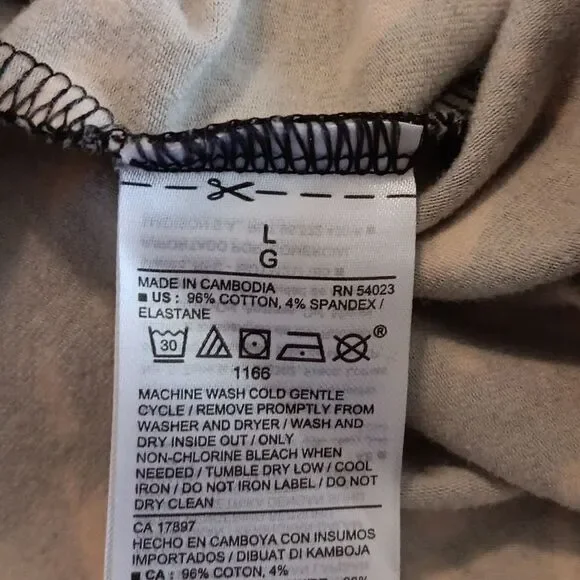 L
G
MADE IN CAMBODIA RN 54023
■ US : 96% COTTON, 4% SPANDEX /
ELASTANE
30
®
1166
MACHINE WASH COLD GENTLE
CYCLE / REMOVE PROMPTLY FROM
WASHER AND DRYER / WASH AND
DRY INSIDE OUT / ONLY
NON-CHLORINE BLEACH WHEN
NEEDED / TUMBLE DRY LOW / COOL
IRON / DO NOT IRON LABEL / DO NOT
DRY CLEAN
CA 17897
HECHO EN CAMBOYA CON INSUMOS
IMPORTADOS / DIBUAT DI KAMBOJA
■ CA : 96% COTTON, 4%